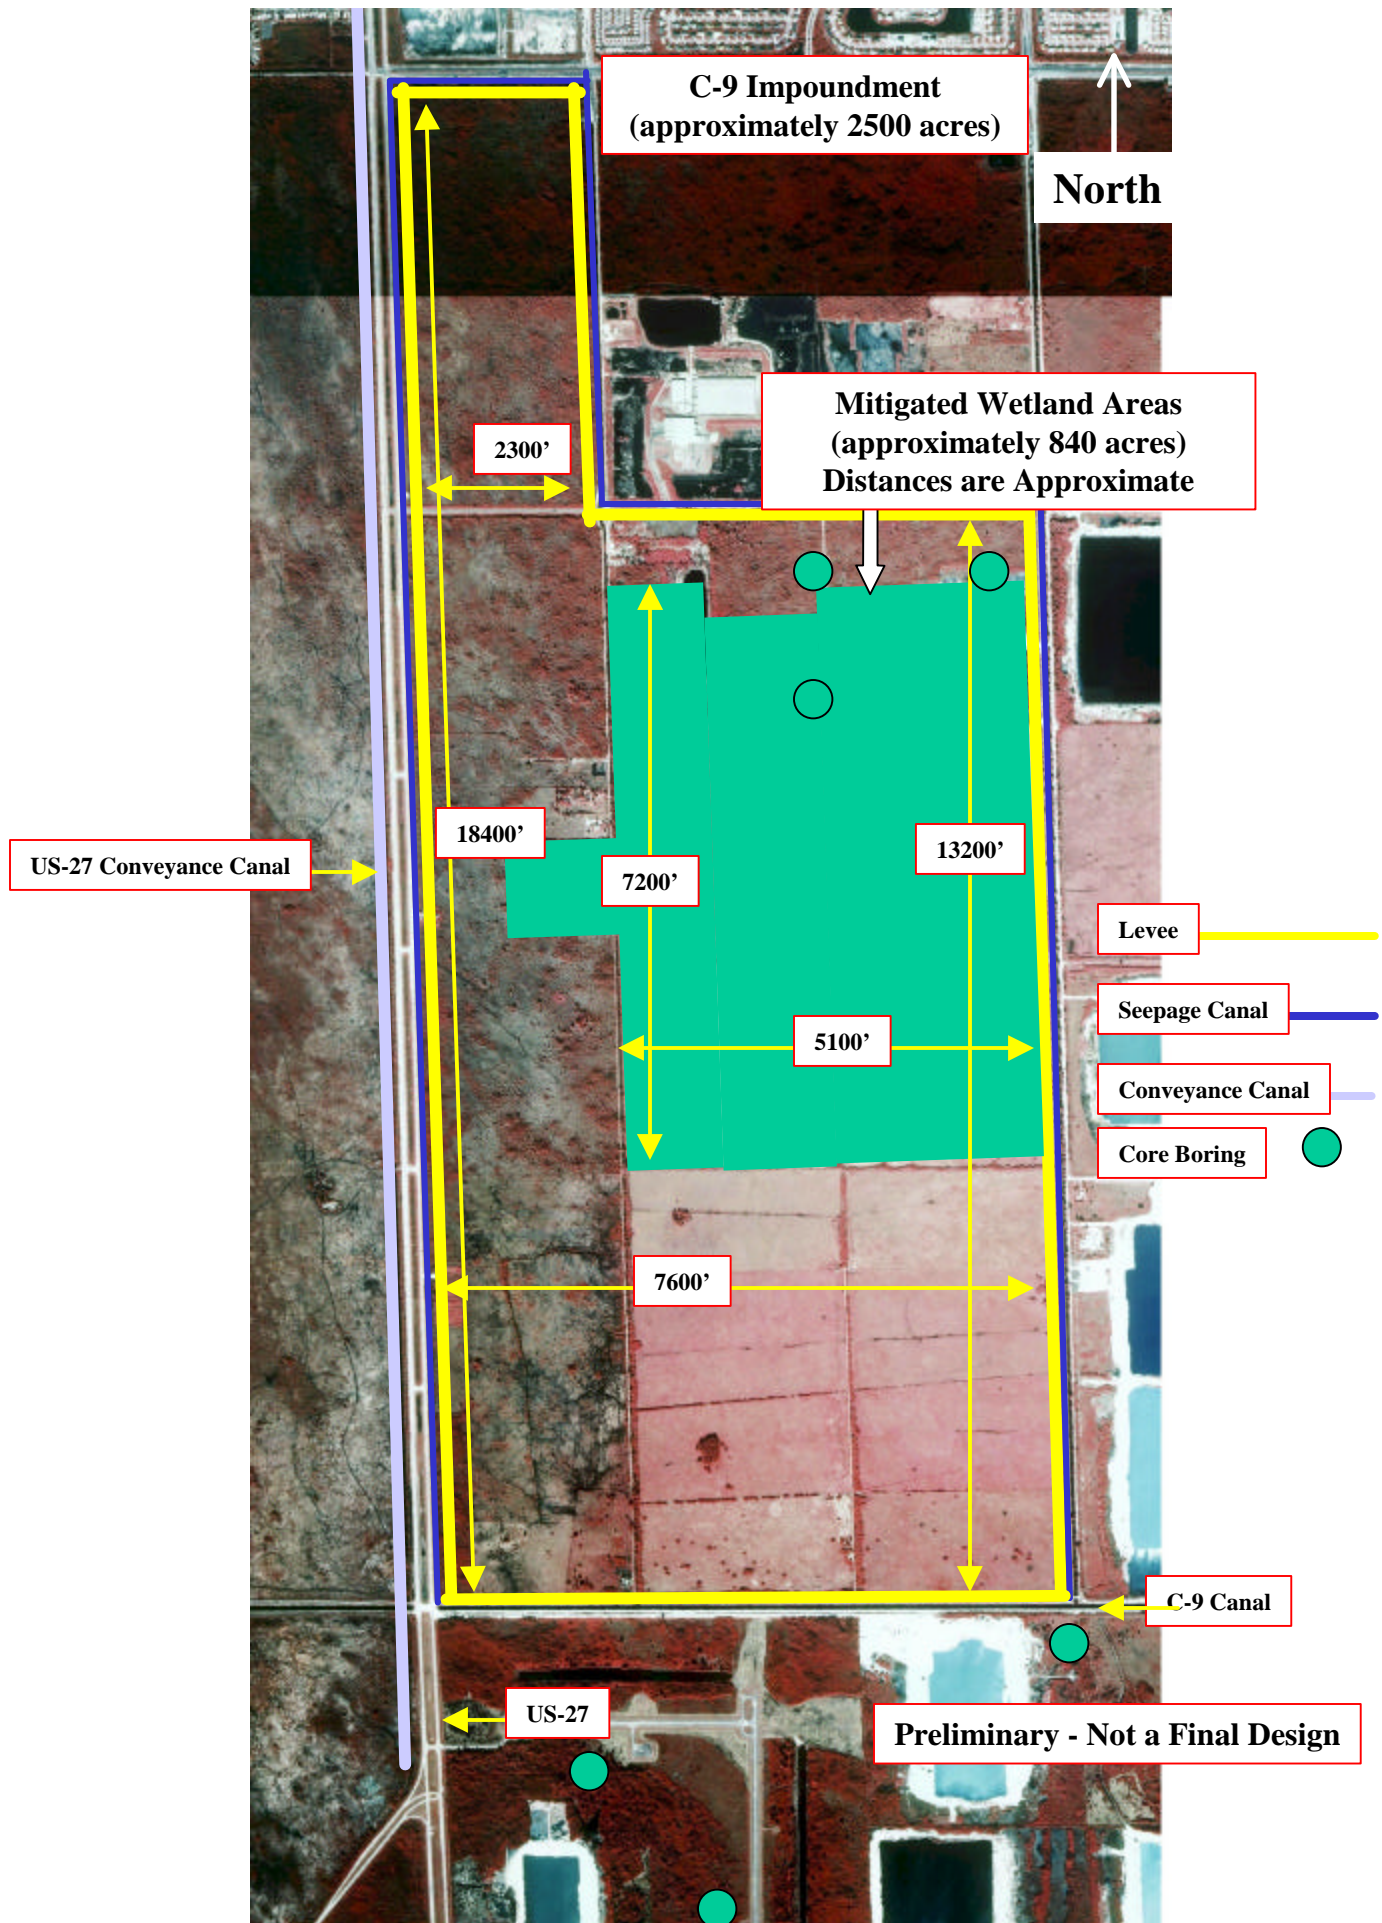 C-9 Impoundment
(approximately 2500 acres)
North
Mitigated Wetland Areas
(approximately 840 acres)
Distances are Approximate
2300’
18400’
13200’
US-27 Conveyance Canal
7200’
Levee
Seepage Canal
5100’
Conveyance Canal
Core Boring
7600’
C-9 Canal
US-27
Preliminary - Not a Final Design